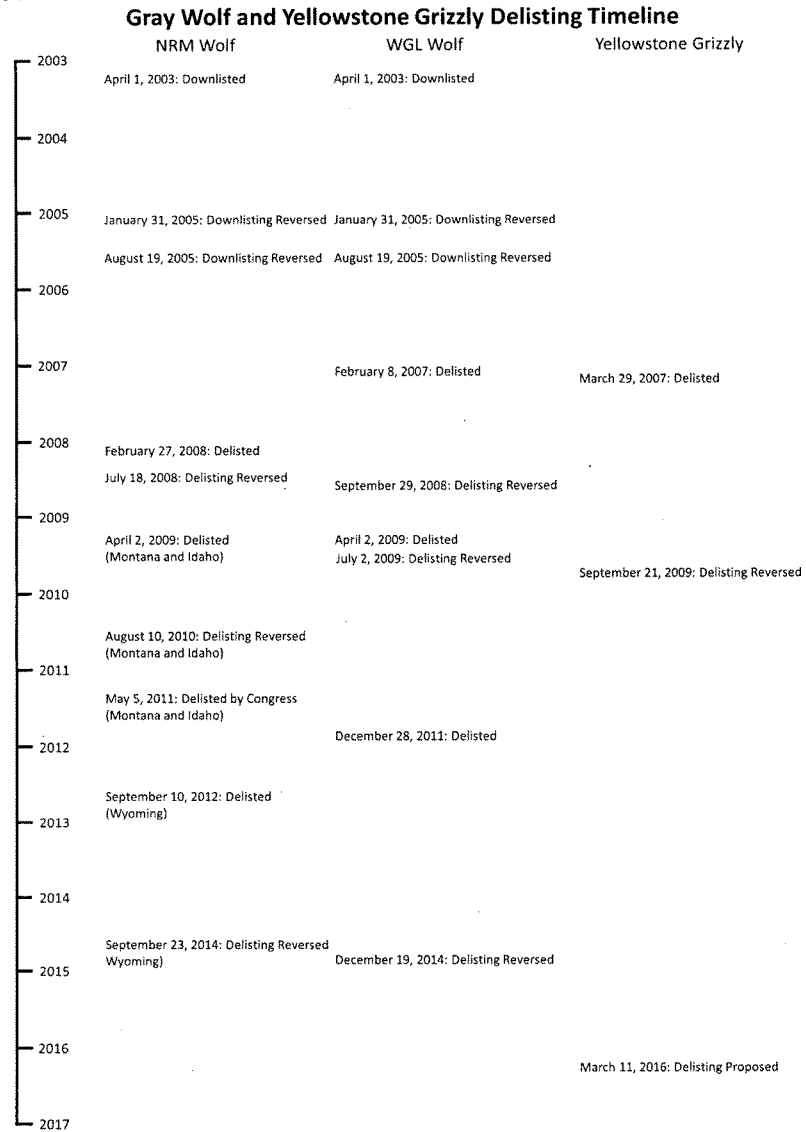 Gray Wolf and Yellowstone Grizzly Delisting Timeline
NRM Wolf WGL Wolf Yellowstone Grizzly
2003
April 1, 2003: Downlisted April 1, 2003: Downlisted
2004
2005
January 31, 2005: Downlisting Reversed January 31, 2005: Downlisting Reversed
August 19, 2005: Downlisting Reversed August 19, 2005: Downlisting Reversed
2006
2007
February 8, 2007: Delisted
March 29, 2007: Delisted
2008
February 27, 2008: Delisted
July 18, 2008: Delisting Reversed
September 29, 2008: Delisting Reversed
2009
April 2, 2009: Delisted April 2, 2009: Delisted
(Montana and Idaho) July 2, 2009: Delisting Reversed
September 21, 2009: Delisting Reversed
2010
August 10, 2010: Delisting Reversed
(Montana and Idaho)
2011
May 5, 2011: Delisted by Congress
(Montana and Idaho)
December 28, 2011: Delisted
2012
September 10, 2012: Delisted
(Wyoming)
2013
2014
September 23, 2014: Delisting Reversed
Wyoming) December 19, 2014: Delisting Reversed
2015
2016
March 11, 2016: Delisting Proposed
2017